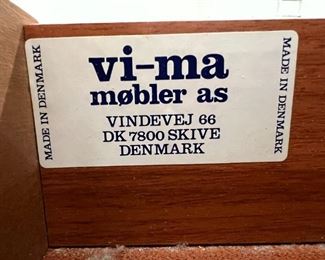 MADE IN DENMARK
vi-ma
møbler as
VINDEVEJ 66
DK 7800 SKIVE
DENMARK
MADE IN DENMARK